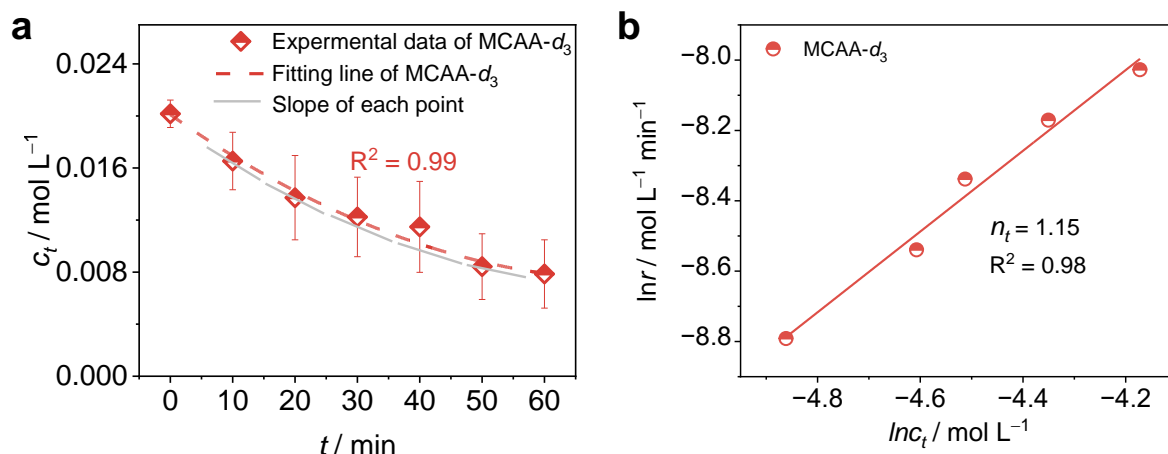 a
Expermental data of MCAA-d₃
Fitting line of MCAA-d₃
Slope of each point
R² = 0.99
0.024
0.016
0.008
0.000
cₜ / mol L⁻¹
0 10 20 30 40 50 60
t / min
b
MCAA-d₃
−8.0
−8.2
−8.4
−8.6
−8.8
lnr / mol L⁻¹ min⁻¹
nₜ = 1.15
R² = 0.98
−4.8 −4.6 −4.4 −4.2
lncₜ / mol L⁻¹